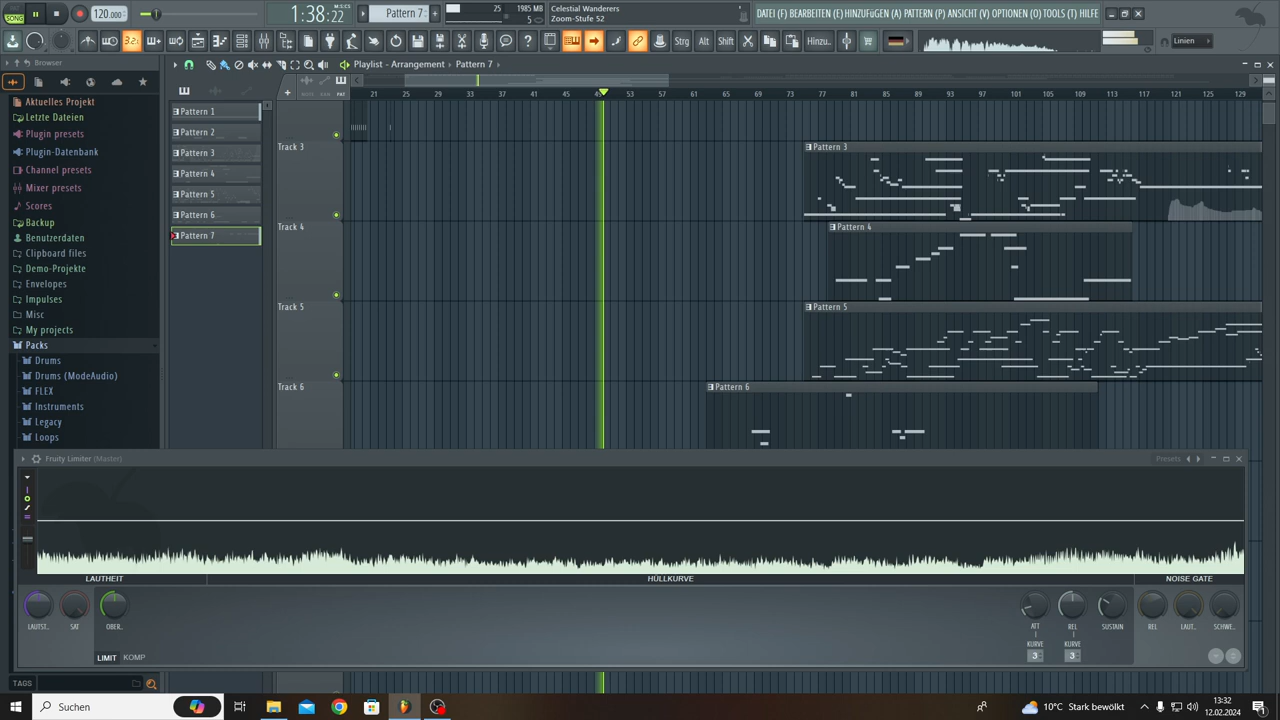 SONG
120.000
1:38:22
M:C:CS
Pattern 7
25
1985 MB
5
Celestial Wanderers
Zoom-Stufe 52
DATEI (F) BEARBEITEN (E) HINZUFüGEN (A) PATTERN (P) ANSICHT (V) OPTIONEN (O) TOOLS (T) HILFE
3z
Strg
Alt
Shift
Hinzu.
Linien
Browser
Playlist - Arrangement
Pattern 7
Aktuelles Projekt
Letzte Dateien
Plugin presets
Plugin-Datenbank
Channel presets
Mixer presets
Scores
Backup
Benutzerdaten
Clipboard files
Demo-Projekte
Envelopes
Impulses
Misc
My projects
Packs
Drums
Drums (ModeAudio)
FLEX
Instruments
Legacy
Loops
TAGS
Pattern 1
Pattern 2
Pattern 3
Pattern 4
Pattern 5
Pattern 6
Pattern 7
21 25 29 33 37 41 45 49 53 57 61 65 69 73 77 81 85 89 93 97 101 105 109 113 117 121 125 129
Track 3
Pattern 3
Track 4
Pattern 4
Track 5
Pattern 5
Track 6
Pattern 6
Fruity Limiter (Master)
Presets
LAUTHEIT
HÜLLKURVE
NOISE GATE
LAUTST..
SAT
OBER..
ATT
REL
SUSTAIN
REL
LAUT..
SCHWE..
KURVE
KURVE
3
3
LIMIT
KOMP
Suchen
10°C Stark bewölkt
13:32
12.02.2024